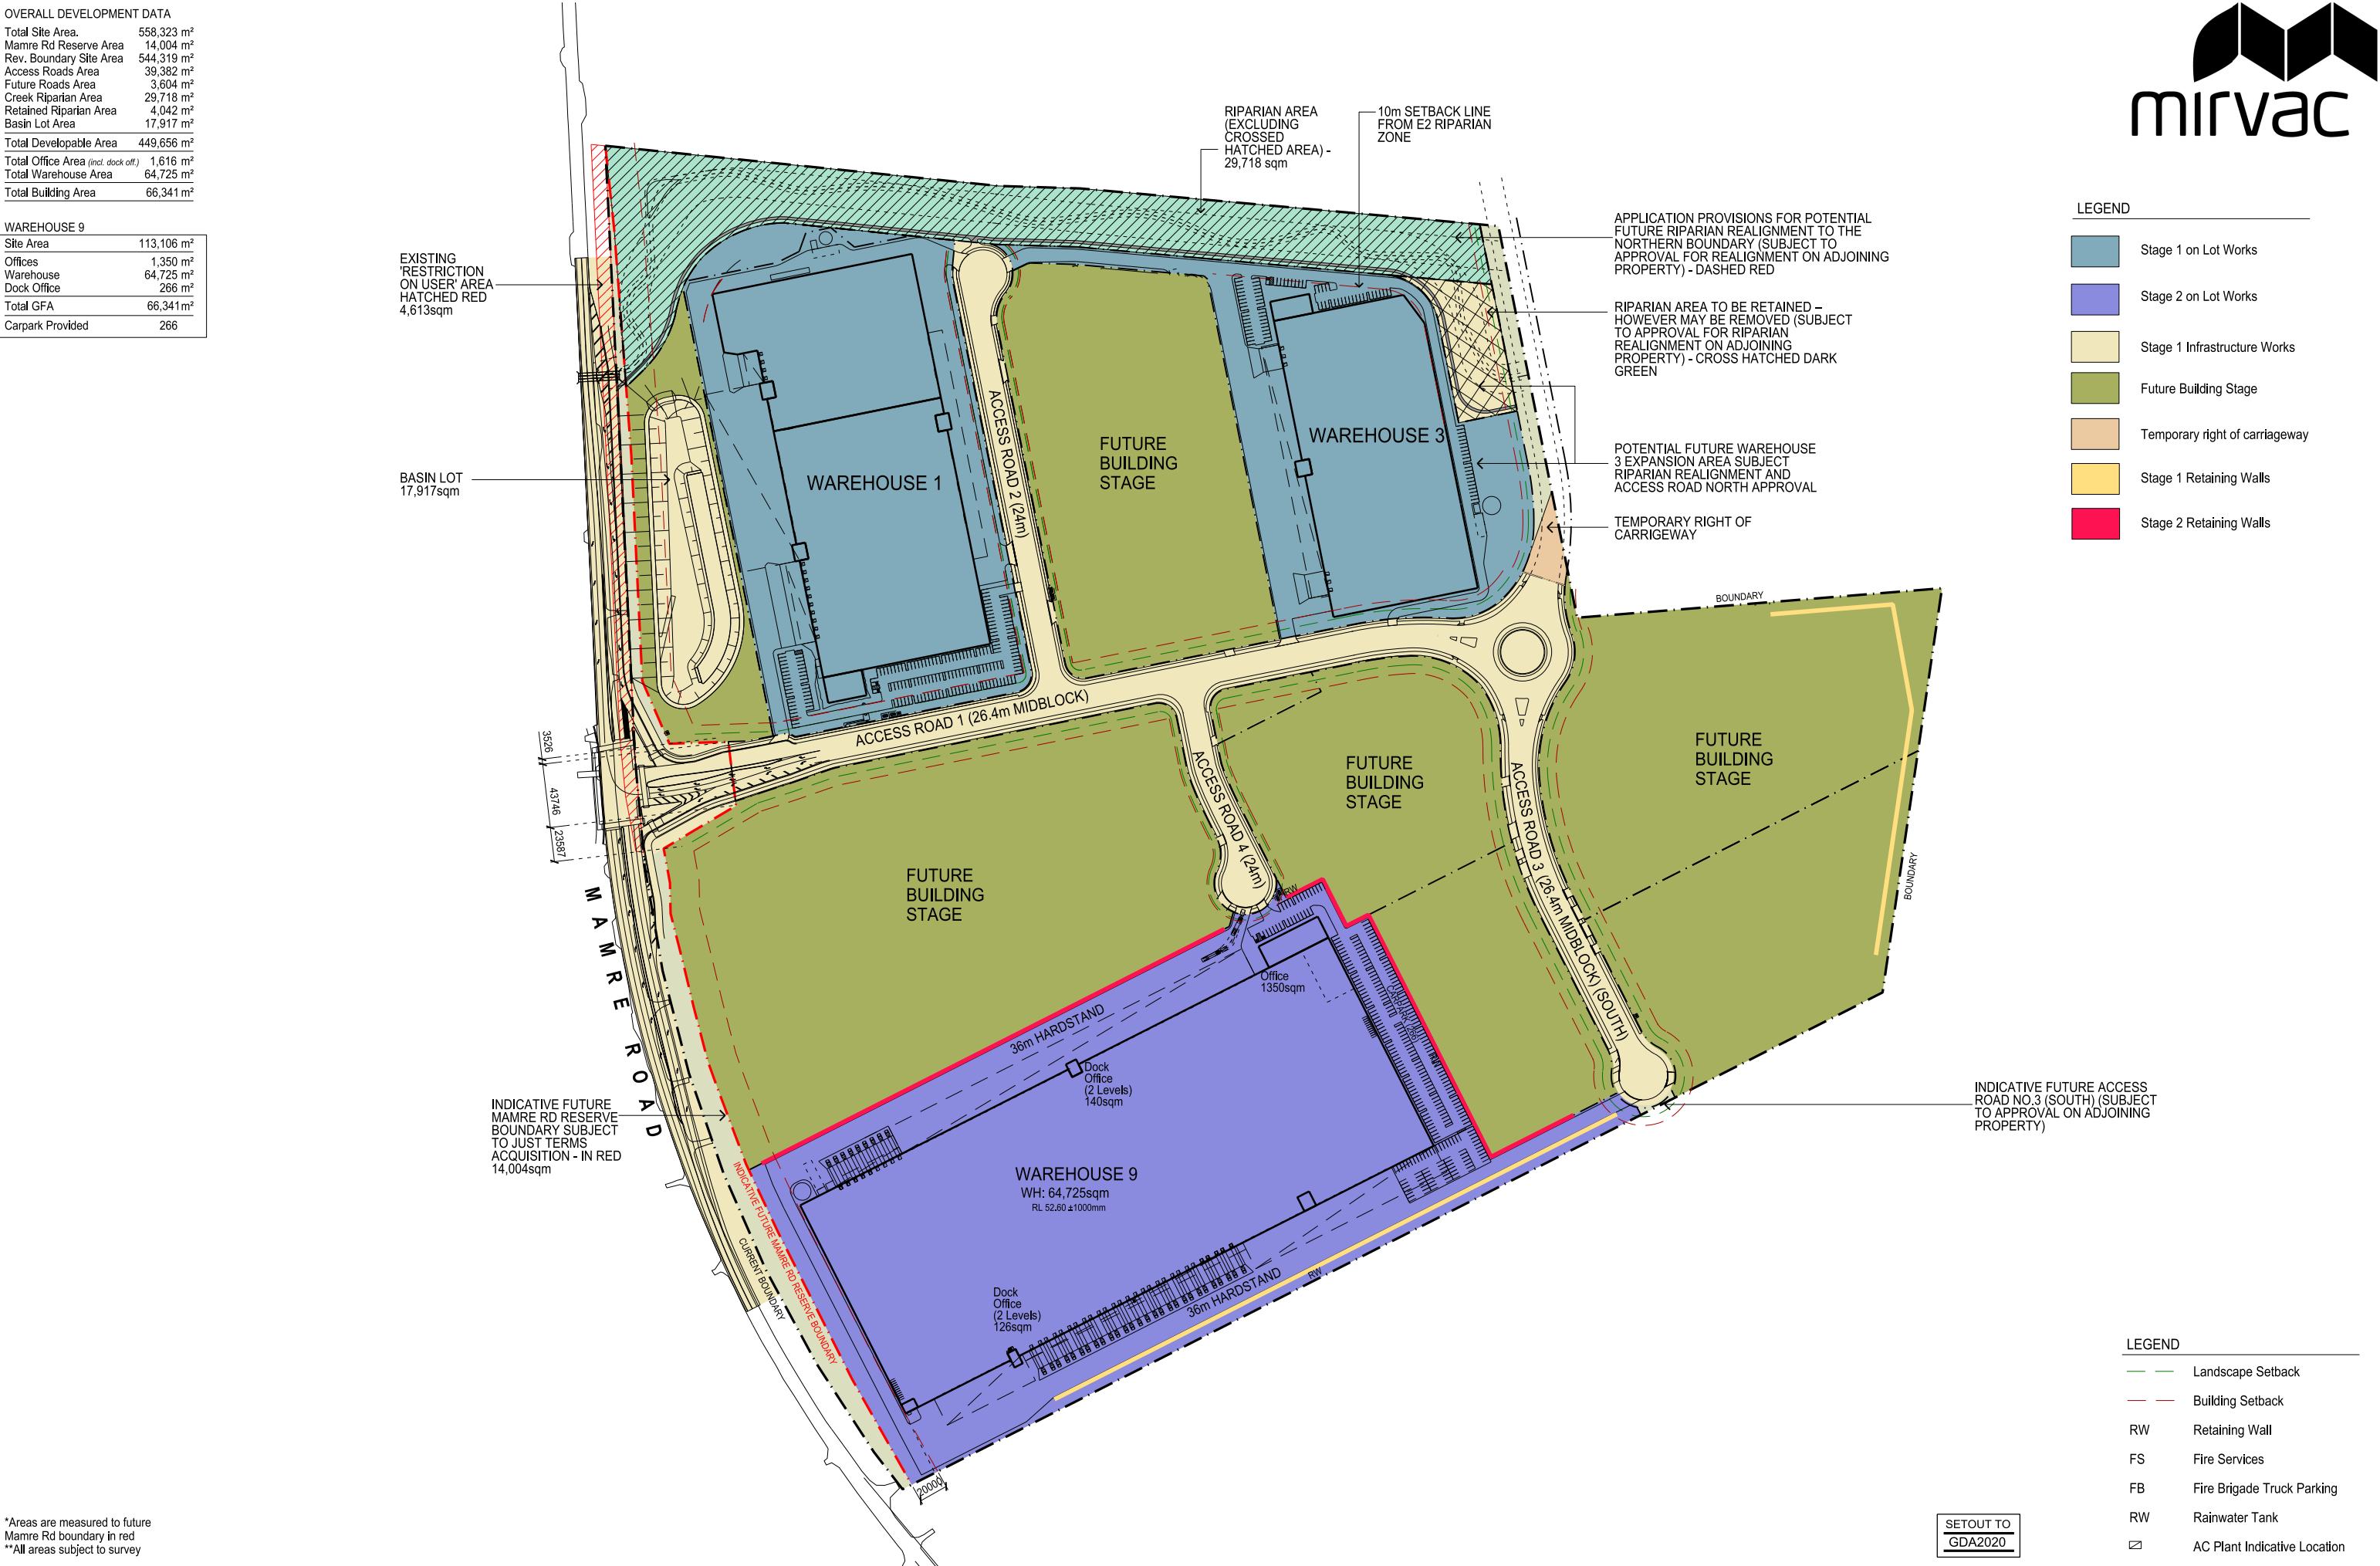 OVERALL DEVELOPMENT DATA
Total Site Area. 558,323 m²
Mamre Rd Reserve Area 14,004 m²
Rev. Boundary Site Area 544,319 m²
Access Roads Area 39,382 m²
Future Roads Area 3,604 m²
Creek Riparian Area 29,718 m²
Retained Riparian Area 4,042 m²
Basin Lot Area 17,917 m²
Total Developable Area 449,656 m²
Total Office Area (incl. dock off.) 1,616 m²
Total Warehouse Area 64,725 m²
Total Building Area 66,341 m²
WAREHOUSE 9
Site Area 113,106 m²
Offices 1,350 m²
Warehouse 64,725 m²
Dock Office 266 m²
Total GFA 66,341 m²
Carpark Provided 266
mirvac
LEGEND
Stage 1 on Lot Works
Stage 2 on Lot Works
Stage 1 Infrastructure Works
Future Building Stage
Temporary right of carriageway
Stage 1 Retaining Walls
Stage 2 Retaining Walls
RIPARIAN AREA
(EXCLUDING
CROSSED
HATCHED AREA) -
29,718 sqm
10m SETBACK LINE
FROM E2 RIPARIAN
ZONE
APPLICATION PROVISIONS FOR POTENTIAL
FUTURE RIPARIAN REALIGNMENT TO THE
NORTHERN BOUNDARY (SUBJECT TO
APPROVAL FOR REALIGNMENT ON ADJOINING
PROPERTY) - DASHED RED
RIPARIAN AREA TO BE RETAINED –
HOWEVER MAY BE REMOVED (SUBJECT
TO APPROVAL FOR RIPARIAN
REALIGNMENT ON ADJOINING
PROPERTY) - CROSS HATCHED DARK
GREEN
POTENTIAL FUTURE WAREHOUSE
3 EXPANSION AREA SUBJECT
RIPARIAN REALIGNMENT AND
ACCESS ROAD NORTH APPROVAL
TEMPORARY RIGHT OF
CARRIGEWAY
EXISTING
'RESTRICTION
ON USER' AREA
HATCHED RED
4,613sqm
BASIN LOT
17,917sqm
WAREHOUSE 1
ACCESS ROAD 2 (24m)
FUTURE
BUILDING
STAGE
WAREHOUSE 3
BOUNDARY
ACCESS ROAD 1 (26.4m MIDBLOCK)
3526
43746
23587
ACCESS ROAD 4 (24m)
FUTURE
BUILDING
STAGE
ACCESS ROAD 3 (26.4m MIDBLOCK) (SOUTH)
FUTURE
BUILDING
STAGE
BOUNDARY
FUTURE
BUILDING
STAGE
MAMRE ROAD
RW
Office
1350sqm
CARPARK (266)
RW
36m HARDSTAND
Dock
Office
(2 Levels)
140sqm
WAREHOUSE 9
WH: 64,725sqm
RL 52.60 ±1000mm
Dock
Office
(2 Levels)
126sqm
36m HARDSTAND
RW
INDICATIVE FUTURE
MAMRE RD RESERVE
BOUNDARY SUBJECT
TO JUST TERMS
ACQUISITION - IN RED
14,004sqm
INDICATIVE FUTURE MAMRE RD RESERVE BOUNDARY
CURRENT BOUNDARY
20000
INDICATIVE FUTURE ACCESS
ROAD NO.3 (SOUTH) (SUBJECT
TO APPROVAL ON ADJOINING
PROPERTY)
LEGEND
Landscape Setback
Building Setback
RW Retaining Wall
FS Fire Services
FB Fire Brigade Truck Parking
RW Rainwater Tank
AC Plant Indicative Location
SETOUT TO
GDA2020
*Areas are measured to future
Mamre Rd boundary in red
**All areas subject to survey